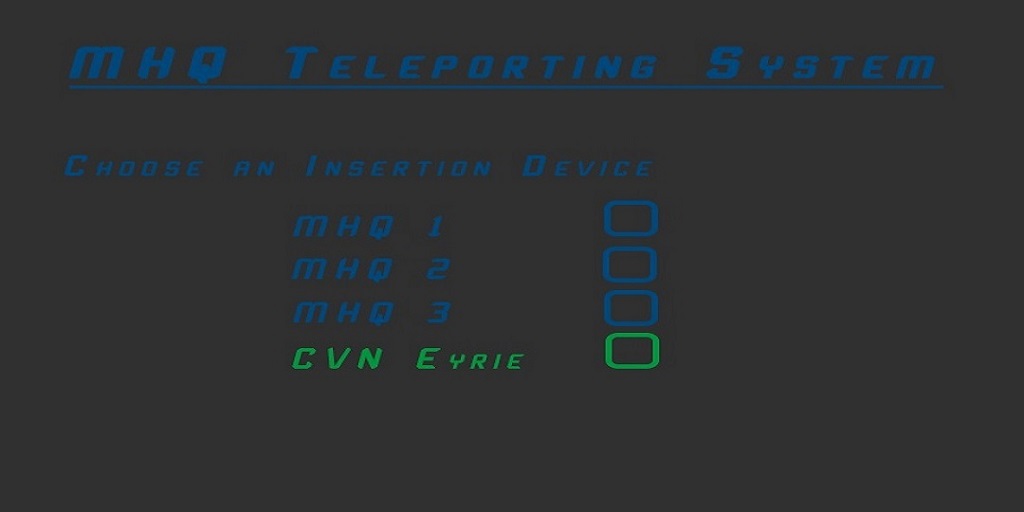 MHQ Teleporting System
Choose an Insertion Device
MHQ 1
MHQ 2
MHQ 3
CVN Eyrie